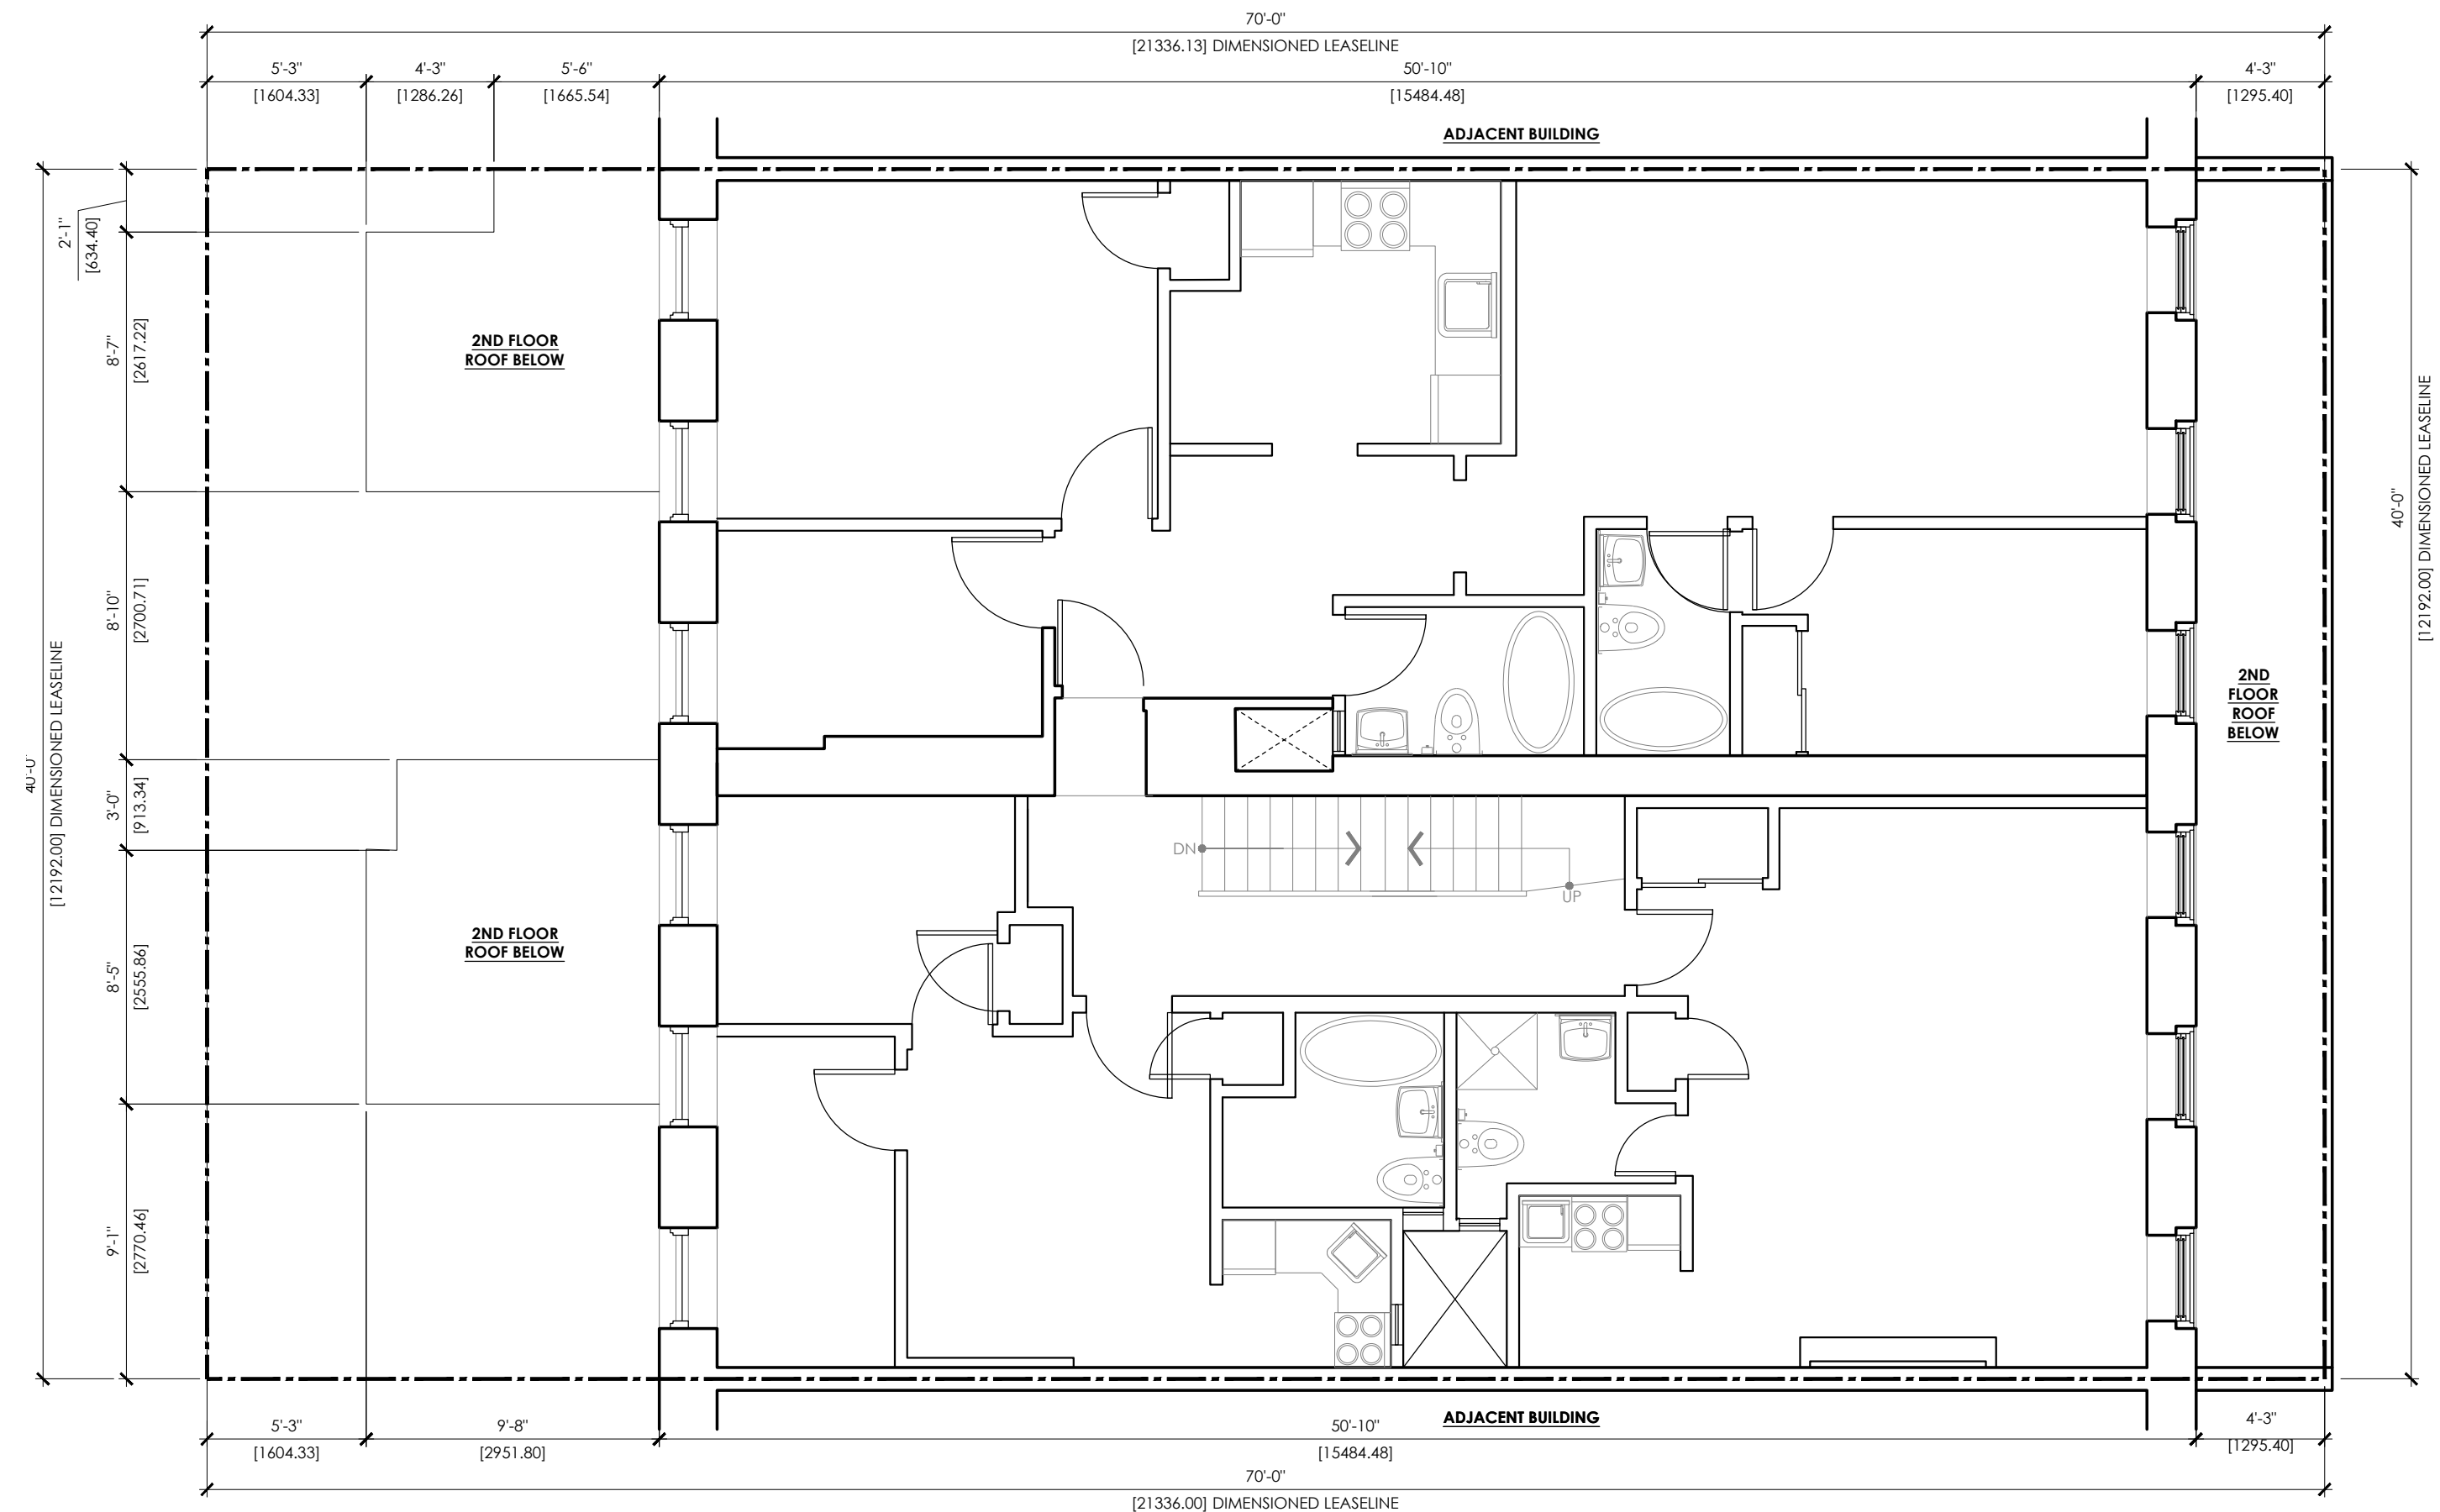 70'-0"
[21336.13] DIMENSIONED LEASELINE
5'-3"
[1604.33]
4'-3"
[1286.26]
5'-6"
[1665.54]
50'-10"
[15484.48]
4'-3"
[1295.40]
ADJACENT BUILDING
2'-1"
[634.40]
8'-7"
[2617.22]
8'-10"
[2700.71]
3'-0"
[913.34]
8'-5"
[2555.86]
9'-1"
[2770.46]
[12192.00] DIMENSIONED LEASELINE
2ND FLOOR
ROOF BELOW
2ND FLOOR
ROOF BELOW
DN
UP
2ND
FLOOR
ROOF
BELOW
40'-0"
[12192.00] DIMENSIONED LEASELINE
ADJACENT BUILDING
5'-3"
[1604.33]
9'-8"
[2951.80]
50'-10"
[15484.48]
4'-3"
[1295.40]
70'-0"
[21336.00] DIMENSIONED LEASELINE